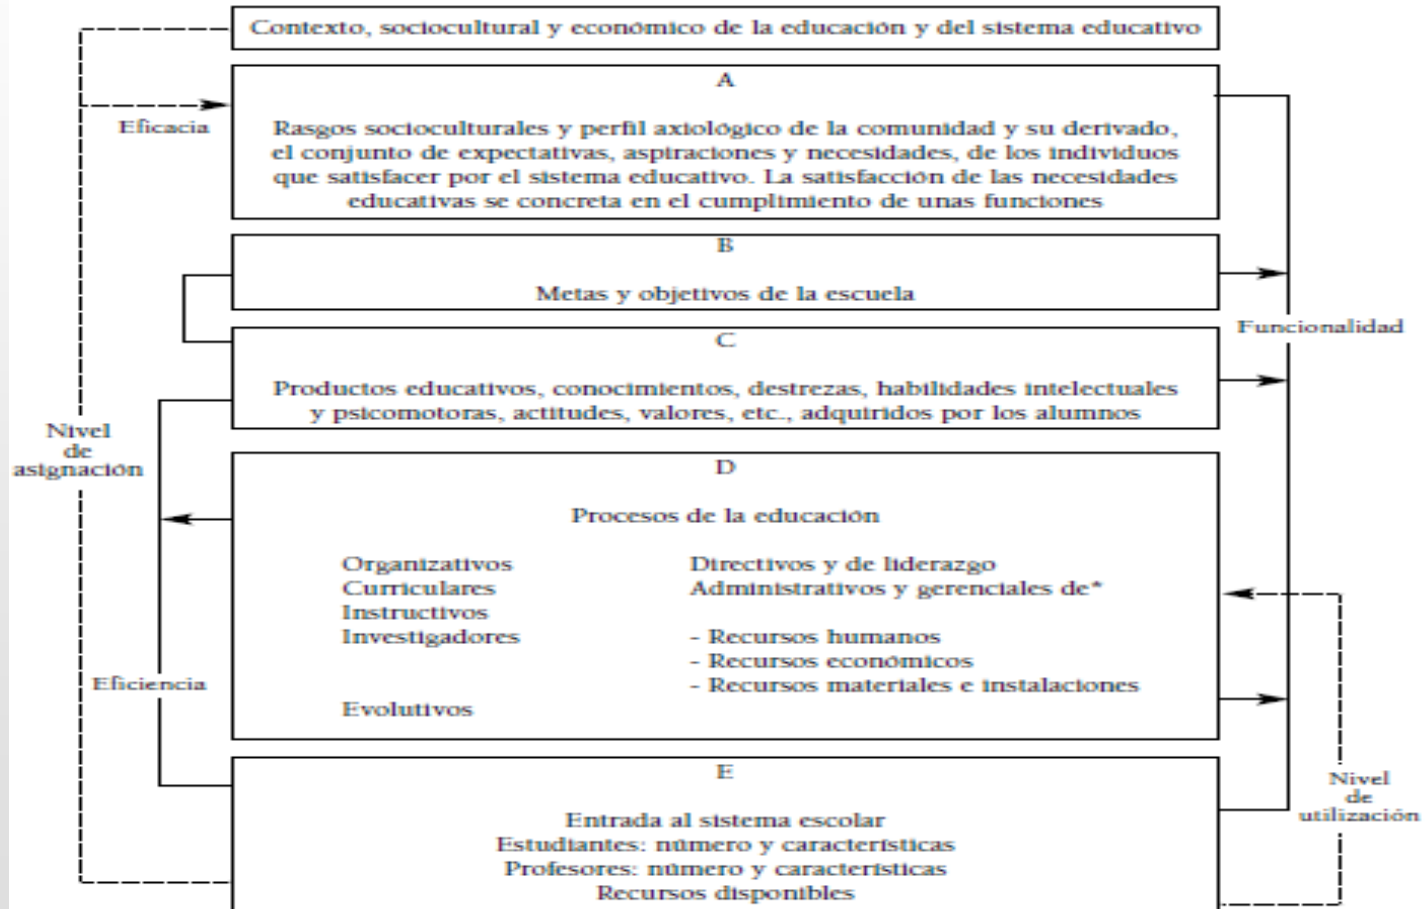 Contexto, sociocultural y económico de la educación y del sistema educativo
A
Eficacia
Rasgos socioculturales y perfil axiológico de la comunidad y su derivado,
el conjunto de expectativas, aspiraciones y necesidades, de los individuos
que satisfacer por el sistema educativo. La satisfacción de las necesidades
educativas se concreta en el cumplimiento de unas funciones
B
Metas y objetivos de la escuela
Funcionalidad
C
Productos educativos, conocimientos, destrezas, habilidades intelectuales
y psicomotoras, actitudes, valores, etc., adquiridos por los alumnos
Nivel
de
asignación
D
Procesos de la educación
Organizativos
Curriculares
Instructivos
Investigadores
Evolutivos
Directivos y de liderazgo
Administrativos y gerenciales de*
- Recursos humanos
- Recursos económicos
- Recursos materiales e instalaciones
Eficiencia
E
Entrada al sistema escolar
Estudiantes: número y características
Profesores: número y características
Recursos disponibles
Nivel
de
utilización